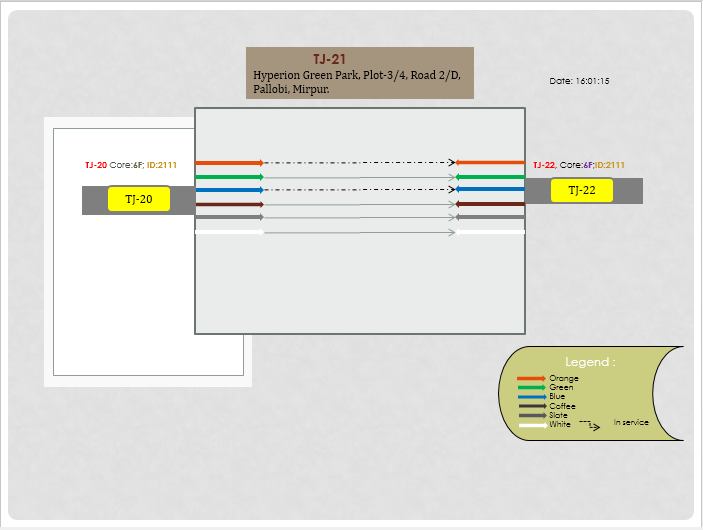 TJ-21
Hyperion Green Park, Plot-3/4, Road 2/D,
Pallobi, Mirpur.
Date: 16:01:15
TJ-20 Core:6F; ID:2111
TJ-22, Core:6F;ID:2111
TJ-20
TJ-22
Legend :
Orange
Green
Blue
Coffee
Slate
White
In service